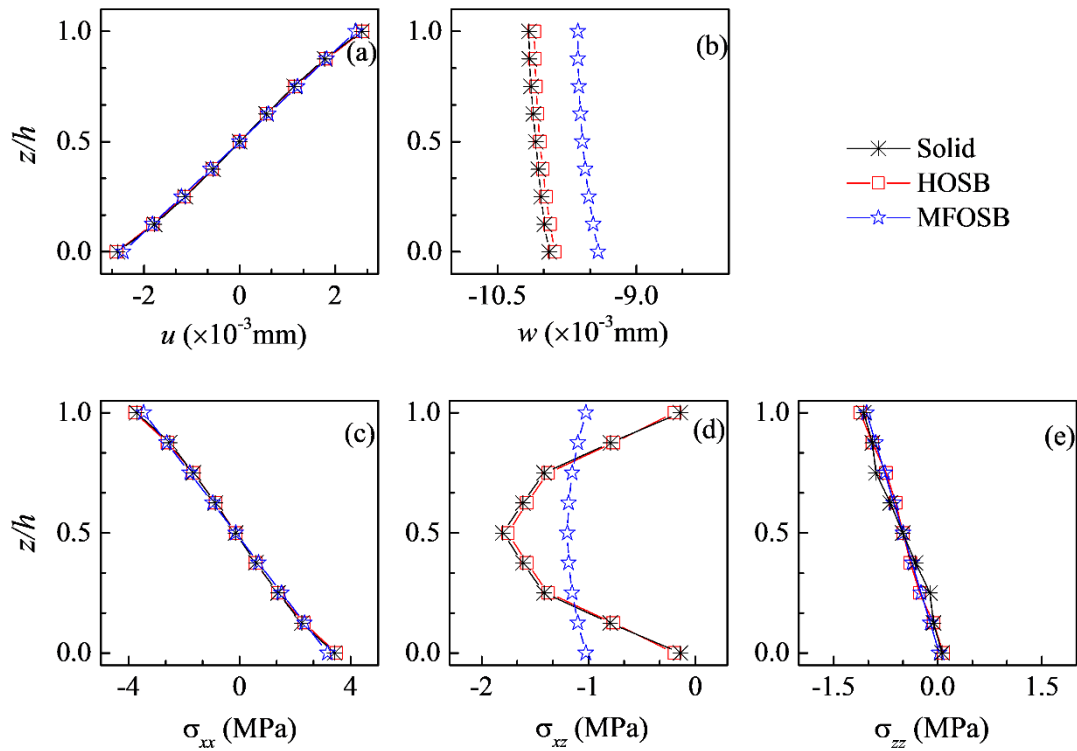 1.0
0.5
0.0
z/h
(a)
-2
0
2
u (×10⁻³mm)
(b)
-10.5
-9.0
w (×10⁻³mm)
Solid
HOSB
MFOSB
1.0
0.5
0.0
z/h
(c)
-4
0
4
σxx (MPa)
(d)
-2
-1
0
σxz (MPa)
(e)
-1.5
0.0
1.5
σzz (MPa)